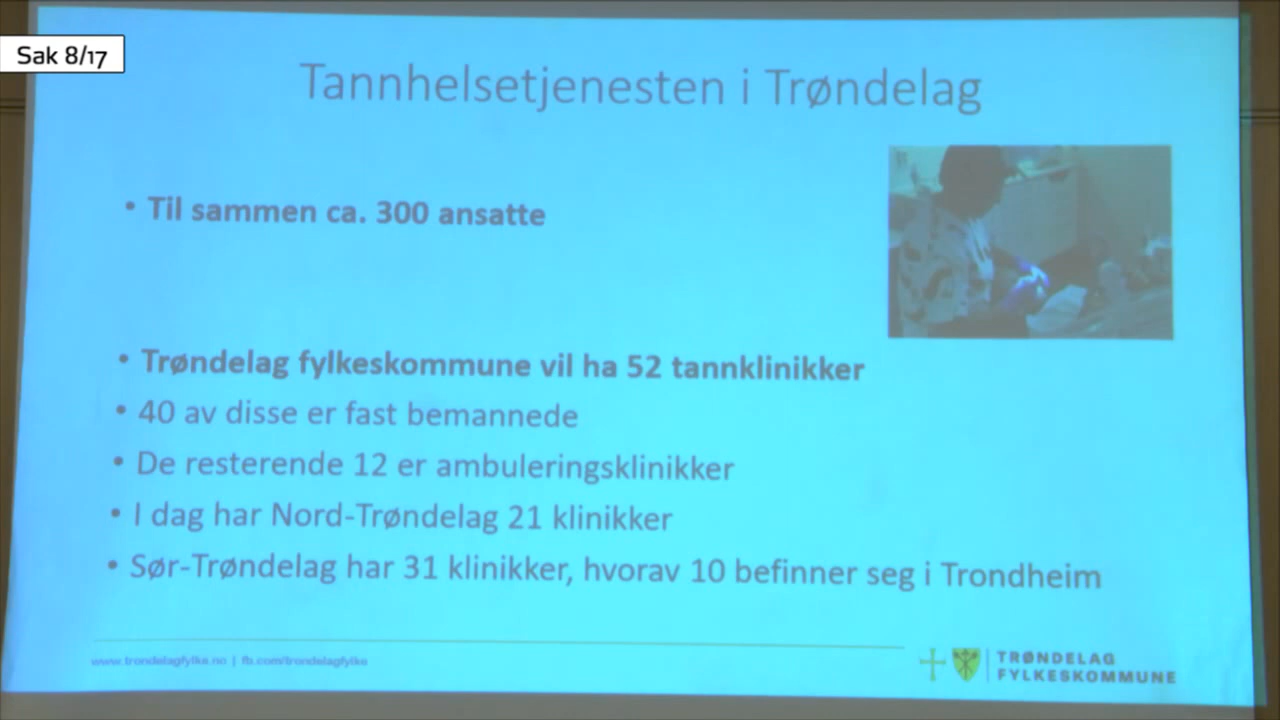 Sak 8/17
Tannhelsetjenesten i Trøndelag
• Til sammen ca. 300 ansatte
• Trøndelag fylkeskommune vil ha 52 tannklinikker
• 40 av disse er fast bemannede
• De resterende 12 er ambuleringsklinikker
• I dag har Nord-Trøndelag 21 klinikker
• Sør-Trøndelag har 31 klinikker, hvorav 10 befinner seg i Trondheim
www.trondelagfylke.no | fb.com/trondelagfylke
TRØNDELAG
FYLKESKOMMUNE